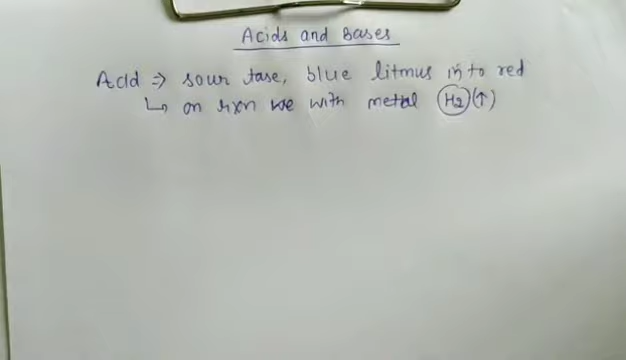 Acids and Bases
Acid => sour tase, blue litmus in to red
↳ on rxn we with metal H2(↑)